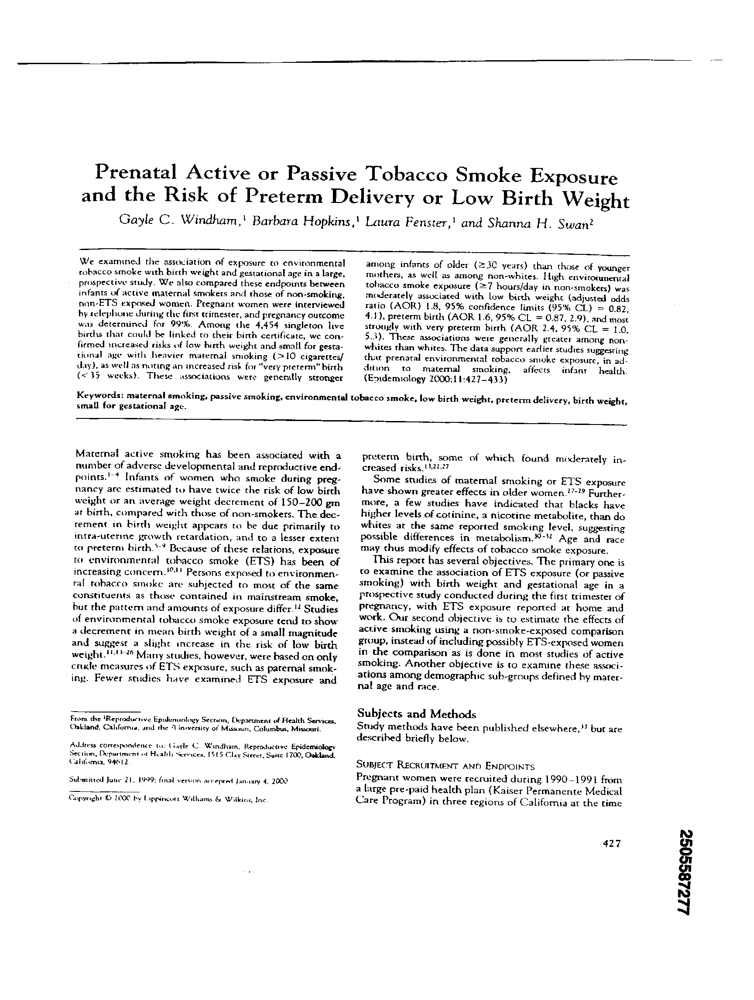 Prenatal Active or Passive Tobacco Smoke Exposure
and the Risk of Preterm Delivery or Low Birth Weight
Gayle C. Windham,¹ Barbara Hopkins,¹ Laura Fenster,¹ and Shanna H. Swan²
We examined the association of exposure to environmental
tobacco smoke with birth weight and gestational age in a large,
prospective study. We also compared these endpoints between
infants of active maternal smokers and those of non-smoking,
non-ETS exposed women. Pregnant women were interviewed
by telephone during the first trimester, and pregnancy outcome
was determined for 99%. Among the 4,454 singleton live
births that could be linked to their birth certificate, we con-
firmed increased risks of low birth weight and small for gesta-
tional age with heavier maternal smoking (>10 cigarettes/
day), as well as noting an increased risk for "very preterm" birth
(<35 weeks). These associations were generally stronger
among infants of older (≥30 years) than those of younger
mothers, as well as among non-whites. High environmental
tobacco smoke exposure (≥7 hours/day in non-smokers) was
moderately associated with low birth weight (adjusted odds
ratio (AOR) 1.8, 95% confidence limits (95% CL) = 0.82,
4.1), preterm birth (AOR 1.6, 95% CL = 0.87, 2.9), and most
strongly with very preterm birth (AOR 2.4, 95% CL = 1.0,
5.3). These associations were generally greater among non-
whites than whites. The data support earlier studies suggesting
that prenatal environmental tobacco smoke exposure, in ad-
dition to maternal smoking, affects infant health.
(Epidemiology 2000;11:427–433)
Keywords: maternal smoking, passive smoking, environmental tobacco smoke, low birth weight, preterm delivery, birth weight,
small for gestational age.
Maternal active smoking has been associated with a
number of adverse developmental and reproductive end-
points.¹⁻⁴ Infants of women who smoke during preg-
nancy are estimated to have twice the risk of low birth
weight or an average weight decrement of 150–200 gm
at birth, compared with those of non-smokers. The dec-
rement in birth weight appears to be due primarily to
intra-uterine growth retardation, and to a lesser extent
to preterm birth.⁵⁻⁹ Because of these relations, exposure
to environmental tobacco smoke (ETS) has been of
increasing concern.¹⁰,¹¹ Persons exposed to environmen-
tal tobacco smoke are subjected to most of the same
constituents as those contained in mainstream smoke,
but the pattern and amounts of exposure differ.¹² Studies
of environmental tobacco smoke exposure tend to show
a decrement in mean birth weight of a small magnitude
and suggest a slight increase in the risk of low birth
weight.¹¹,¹³⁻²⁶ Many studies, however, were based on only
crude measures of ETS exposure, such as paternal smok-
ing. Fewer studies have examined ETS exposure and
From the ¹Reproductive Epidemiology Section, Department of Health Services,
Oakland, California, and the ²University of Missouri, Columbus, Missouri.
Address correspondence to: Gayle C. Windham, Reproductive Epidemiology
Section, Department of Health Services, 1515 Clay Street, Suite 1700, Oakland,
California, 94612
Submitted June 21, 1999; final version accepted January 4, 2000
Copyright © 2000 by Lippincott Williams & Wilkins, Inc.
preterm birth, some of which found moderately in-
creased risks.¹³,²²,²⁷
Some studies of maternal smoking or ETS exposure
have shown greater effects in older women.²⁷⁻²⁹ Further-
more, a few studies have indicated that blacks have
higher levels of cotinine, a nicotine metabolite, than do
whites at the same reported smoking level, suggesting
possible differences in metabolism.³⁰⁻³² Age and race
may thus modify effects of tobacco smoke exposure.
This report has several objectives. The primary one is
to examine the association of ETS exposure (or passive
smoking) with birth weight and gestational age in a
prospective study conducted during the first trimester of
pregnancy, with ETS exposure reported at home and
work. Our second objective is to estimate the effects of
active smoking using a non-smoke-exposed comparison
group, instead of including possibly ETS-exposed women
in the comparison as is done in most studies of active
smoking. Another objective is to examine these associ-
ations among demographic sub-groups defined by mater-
nal age and race.
Subjects and Methods
Study methods have been published elsewhere,³³ but are
described briefly below.
SUBJECT RECRUITMENT AND ENDPOINTS
Pregnant women were recruited during 1990–1991 from
a large pre-paid health plan (Kaiser Permanente Medical
Care Program) in three regions of California at the time
427
2505587277